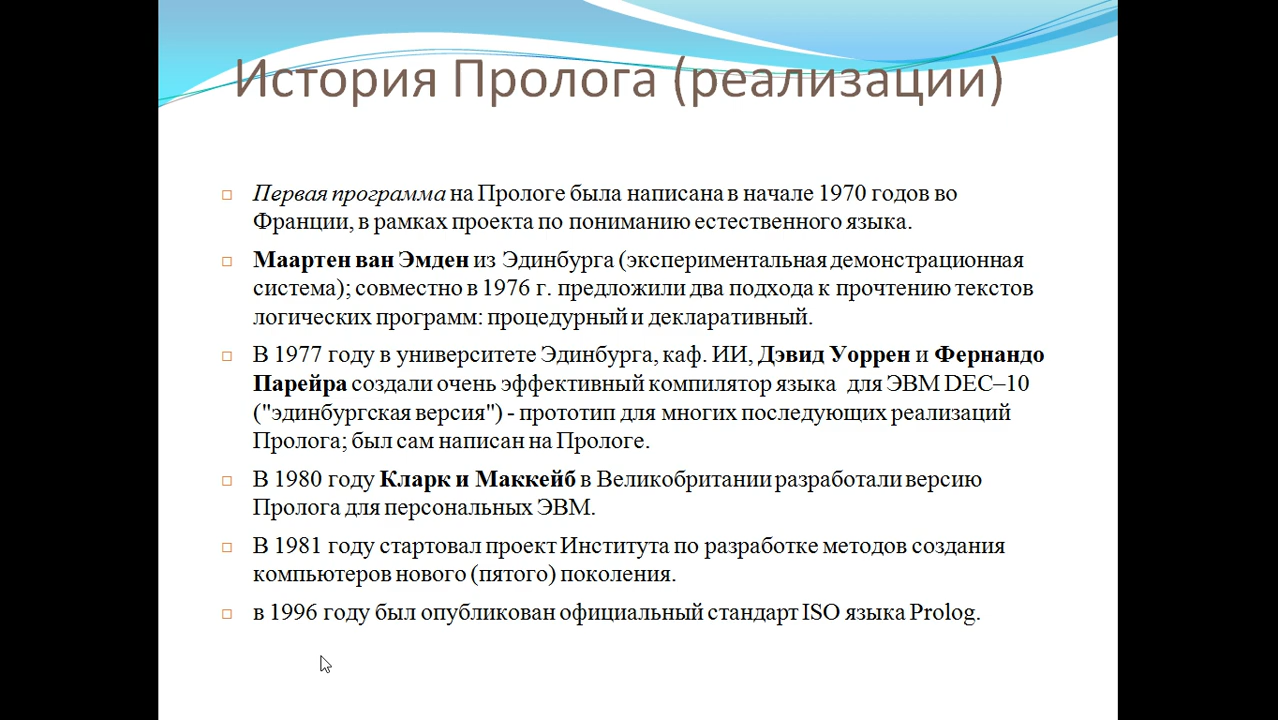 История Пролога (реализации)
Первая программа на Прологе была написана в начале 1970 годов во
Франции, в рамках проекта по пониманию естественного языка.
Маартен ван Эмден из Эдинбурга (экспериментальная демонстрационная
система); совместно в 1976 г. предложили два подхода к прочтению текстов
логических программ: процедурный и декларативный.
В 1977 году в университете Эдинбурга, каф. ИИ, Дэвид Уоррен и Фернандо
Парейра создали очень эффективный компилятор языка для ЭВМ DEC–10
("эдинбургская версия") - прототип для многих последующих реализаций
Пролога; был сам написан на Прологе.
В 1980 году Кларк и Маккейб в Великобритании разработали версию
Пролога для персональных ЭВМ.
В 1981 году стартовал проект Института по разработке методов создания
компьютеров нового (пятого) поколения.
в 1996 году был опубликован официальный стандарт ISO языка Prolog.